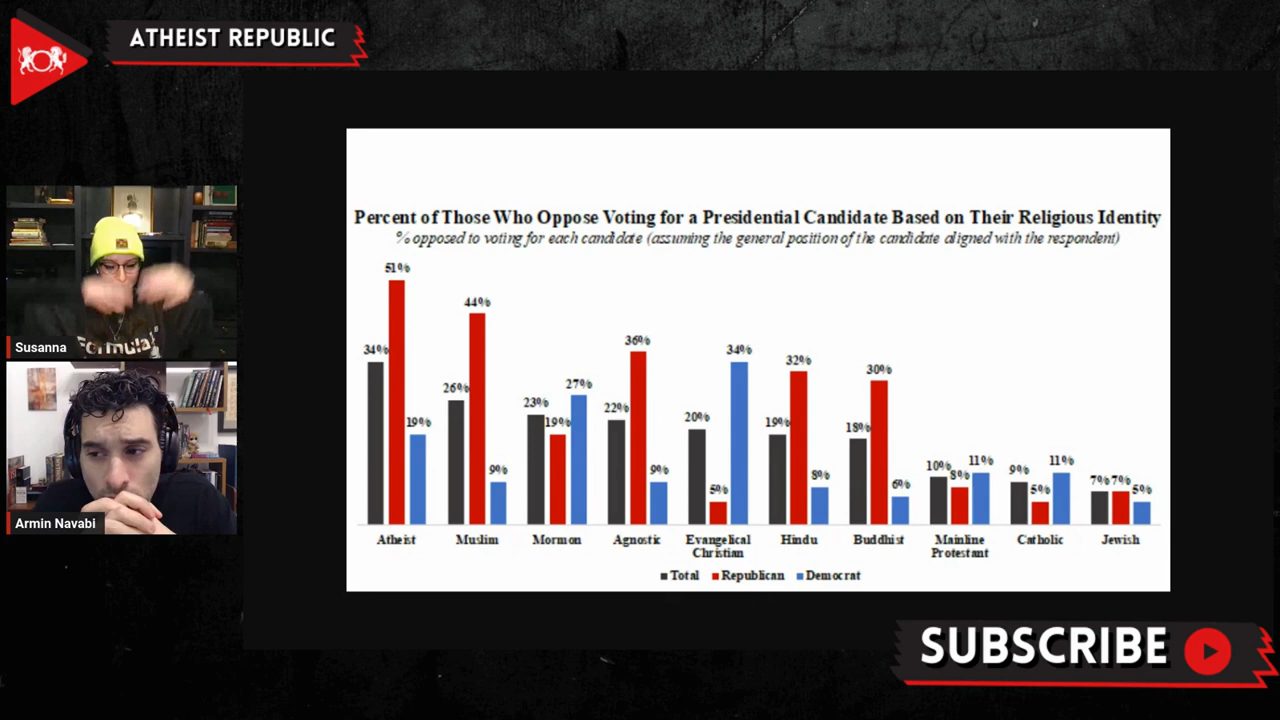 ATHEIST REPUBLIC
Percent of Those Who Oppose Voting for a Presidential Candidate Based on Their Religious Identity
% opposed to voting for each candidate (assuming the general position of the candidate aligned with the respondent)
34% 51% 19%
26% 44% 9%
23% 19% 27%
22% 36% 9%
20% 5% 34%
19% 32% 8%
18% 30% 6%
10% 8% 11%
9% 5% 11%
7% 7% 5%
Atheist Muslim Mormon Agnostic Evangelical Christian Hindu Buddhist Mainline Protestant Catholic Jewish
Total Republican Democrat
Formula1
Susanna
Armin Navabi
SUBSCRIBE